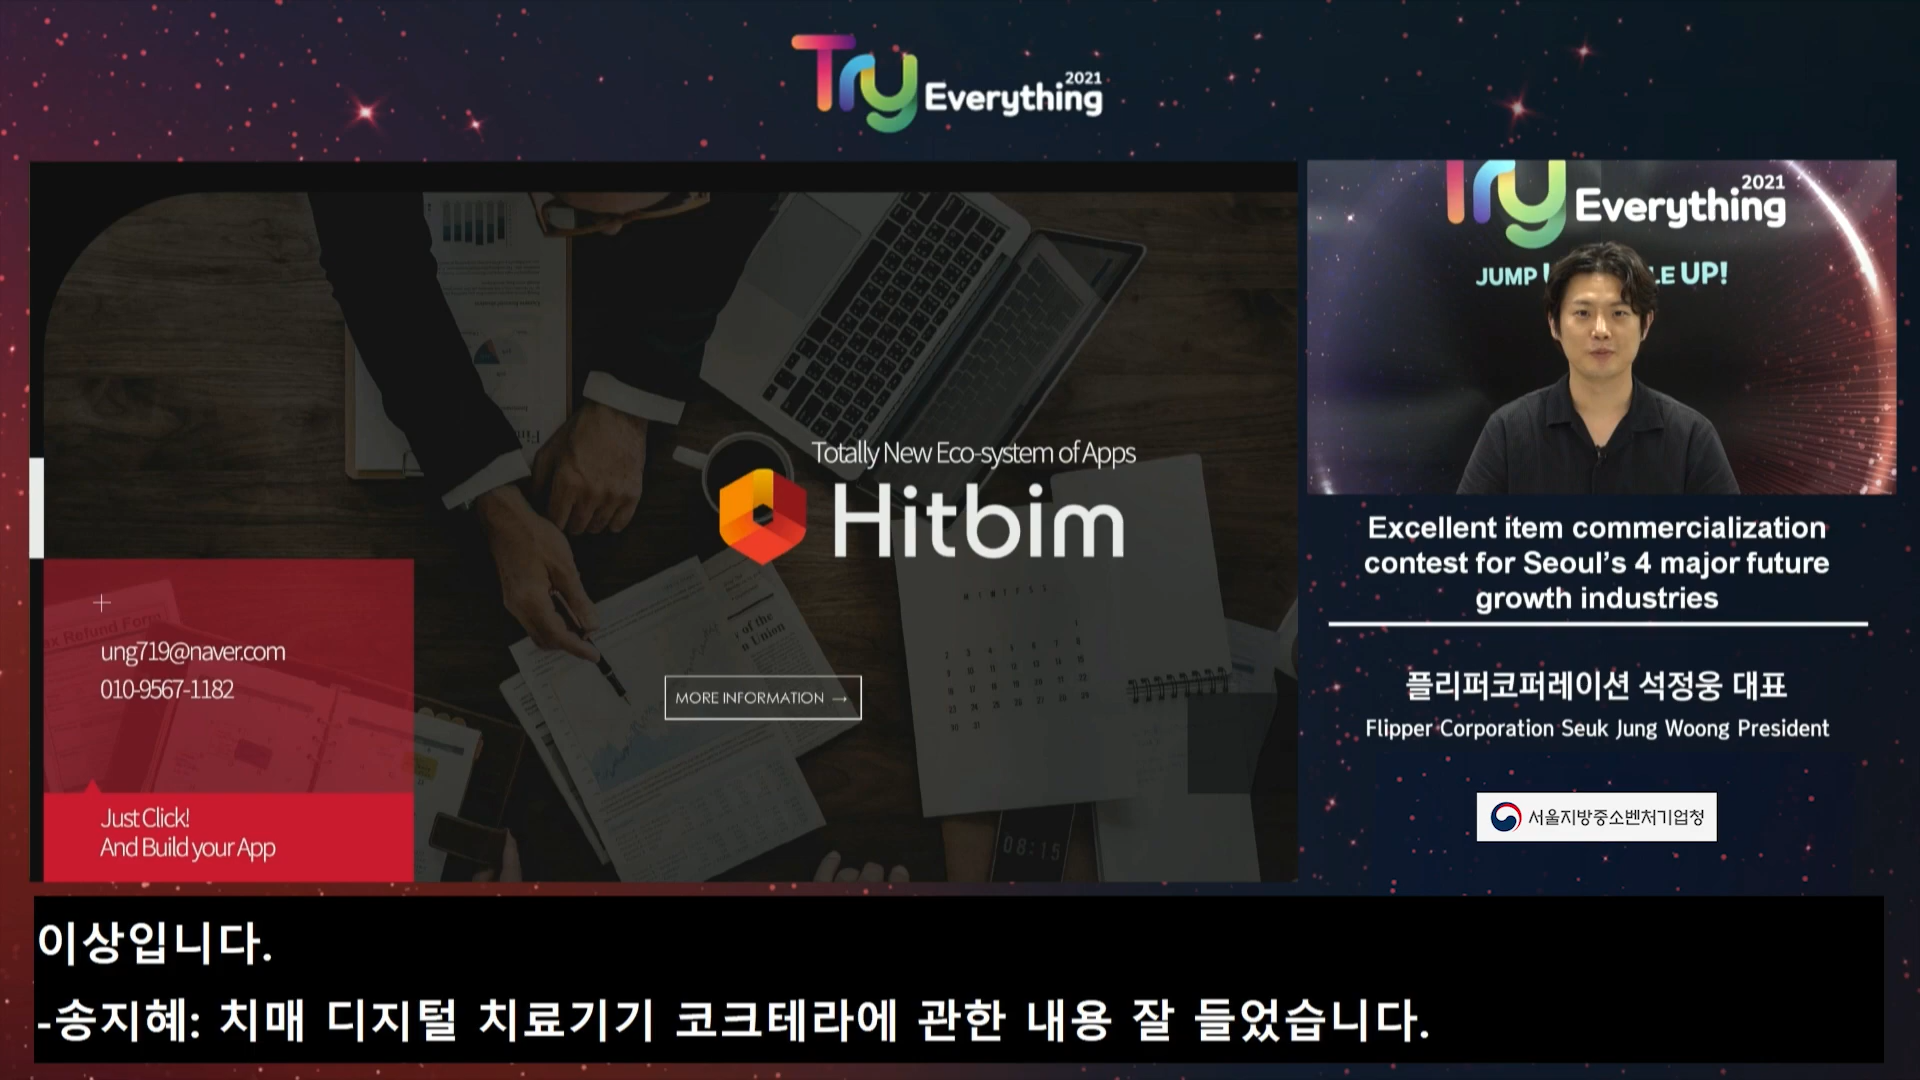 Try
2021
Everything
Totally New Eco-system of Apps
Hitbim
MORE INFORMATION →
ung719@naver.com
010-9567-1182
Just Click!
And Build your App
08:15
Try
2021
Everything
JUMP
LE UP!
Excellent item commercialization
contest for Seoul’s 4 major future
growth industries
플리퍼코퍼레이션 석정웅 대표
Flipper Corporation Seuk Jung Woong President
서울지방중소벤처기업청
이상입니다.
-송지혜: 치매 디지털 치료기기 코크테라에 관한 내용 잘 들었습니다.